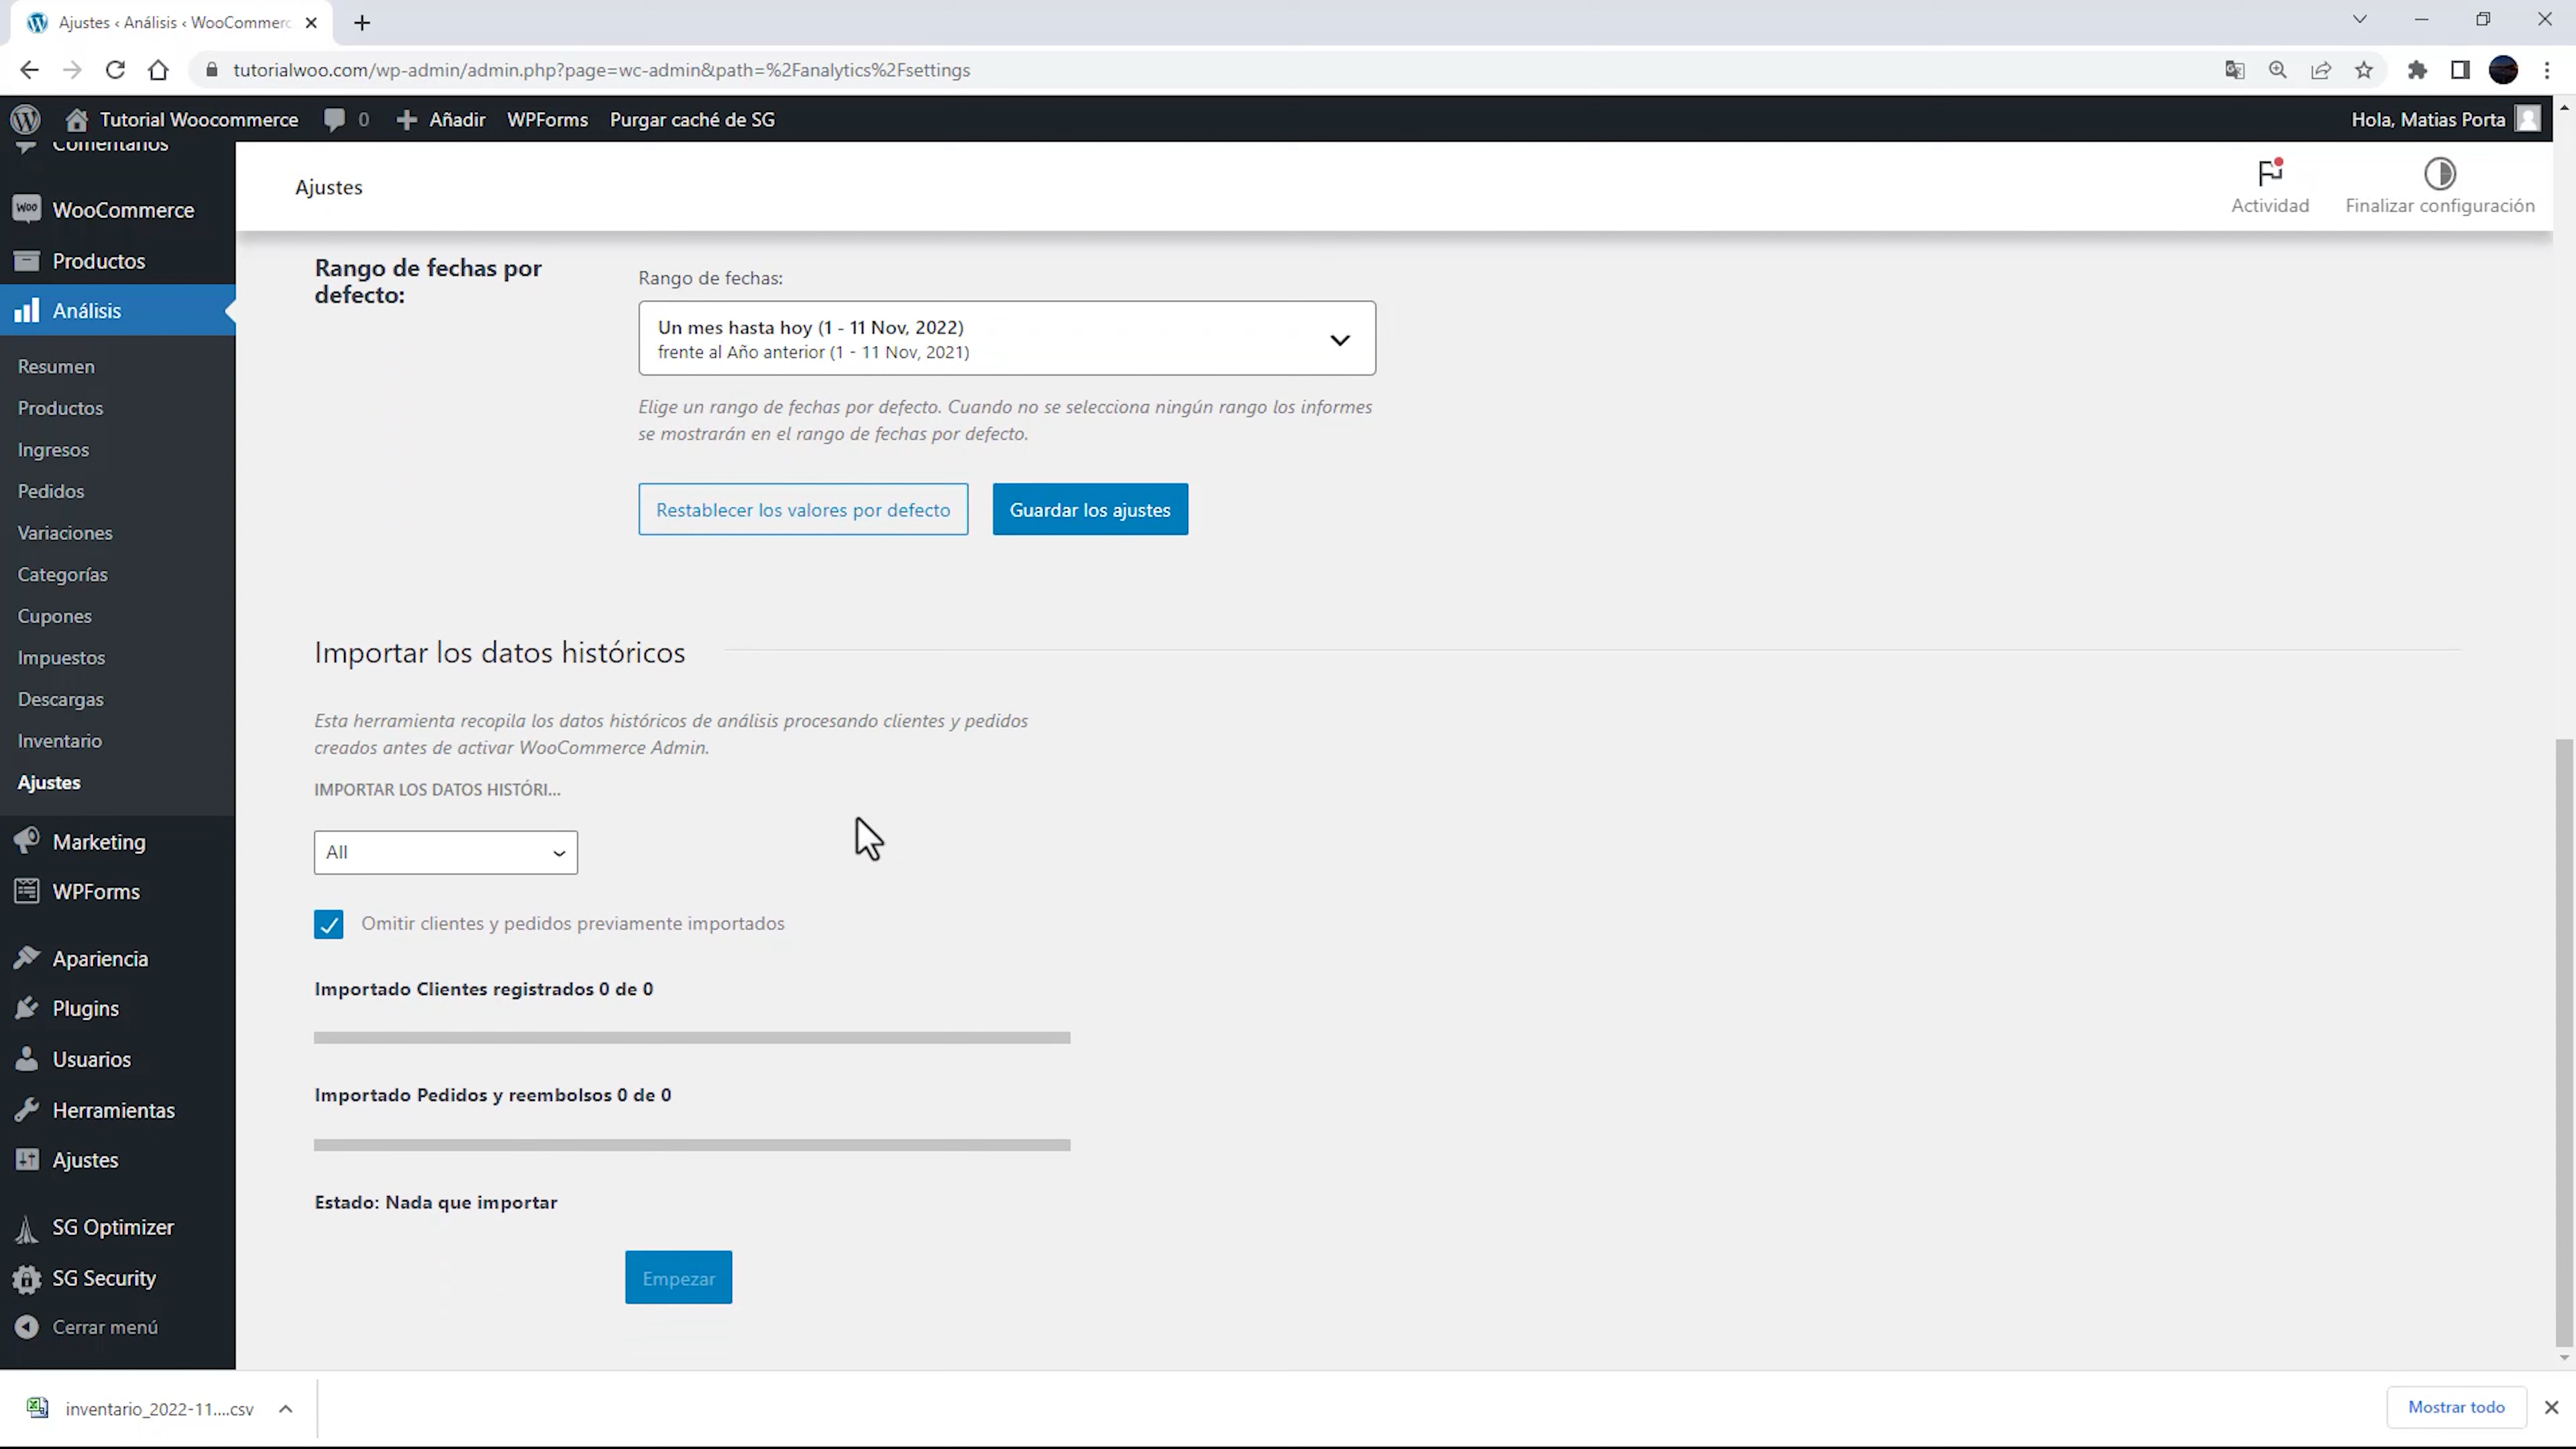 Ajustes ‹ Análisis ‹ WooCommerc
tutorialwoo.com/wp-admin/admin.php?page=wc-admin&path=%2Fanalytics%2Fsettings
Tutorial Woocommerce
0
Añadir
WPForms
Purgar caché de SG
Hola, Matias Porta
Comentarios
WooCommerce
Productos
Análisis
Resumen
Productos
Ingresos
Pedidos
Variaciones
Categorías
Cupones
Impuestos
Descargas
Inventario
Ajustes
Marketing
WPForms
Apariencia
Plugins
Usuarios
Herramientas
Ajustes
SG Optimizer
SG Security
Cerrar menú
Ajustes
Actividad
Finalizar configuración
Rango de fechas por
defecto:
Rango de fechas:
Un mes hasta hoy (1 - 11 Nov, 2022)
frente al Año anterior (1 - 11 Nov, 2021)
Elige un rango de fechas por defecto. Cuando no se selecciona ningún rango los informes
se mostrarán en el rango de fechas por defecto.
Restablecer los valores por defecto
Guardar los ajustes
Importar los datos históricos
Esta herramienta recopila los datos históricos de análisis procesando clientes y pedidos
creados antes de activar WooCommerce Admin.
IMPORTAR LOS DATOS HISTÓRI...
All
Omitir clientes y pedidos previamente importados
Importado Clientes registrados 0 de 0
Importado Pedidos y reembolsos 0 de 0
Estado: Nada que importar
Empezar
inventario_2022-11....csv
Mostrar todo